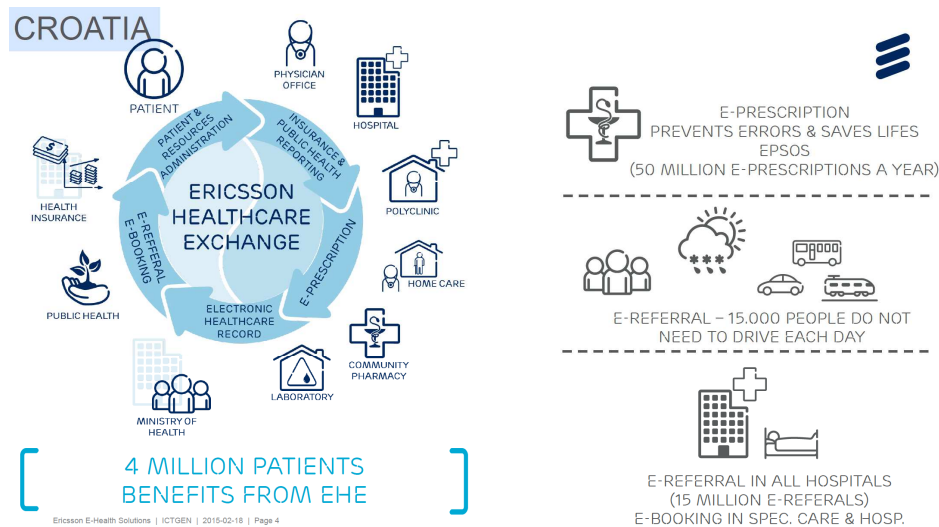 CROATIA
PATIENT
PHYSICIAN
OFFICE
HOSPITAL
POLYCLINIC
HOME CARE
COMMUNITY
PHARMACY
LABORATORY
MINISTRY OF
HEALTH
PUBLIC HEALTH
HEALTH
INSURANCE
PATIENT &
RESOURCES
ADMINISTRATION
INSURANCE &
PUBLIC HEALTH
REPORTING
E-PRESCRIPTION
ELECTRONIC
HEALTHCARE
RECORD
E-REFFERAL
E-BOOKING
ERICSSON
HEALTHCARE
EXCHANGE
4 MILLION PATIENTS
BENEFITS FROM EHE
Ericsson E-Health Solutions | ICTGEN | 2015-02-18 | Page 4
E-PRESCRIPTION
PREVENTS ERRORS & SAVES LIFES
EPSOS
(50 MILLION E-PRESCRIPTIONS A YEAR)
E-REFERRAL – 15.000 PEOPLE DO NOT
NEED TO DRIVE EACH DAY
E-REFERRAL IN ALL HOSPITALS
(15 MILLION E-REFERALS)
E-BOOKING IN SPEC. CARE & HOSP.